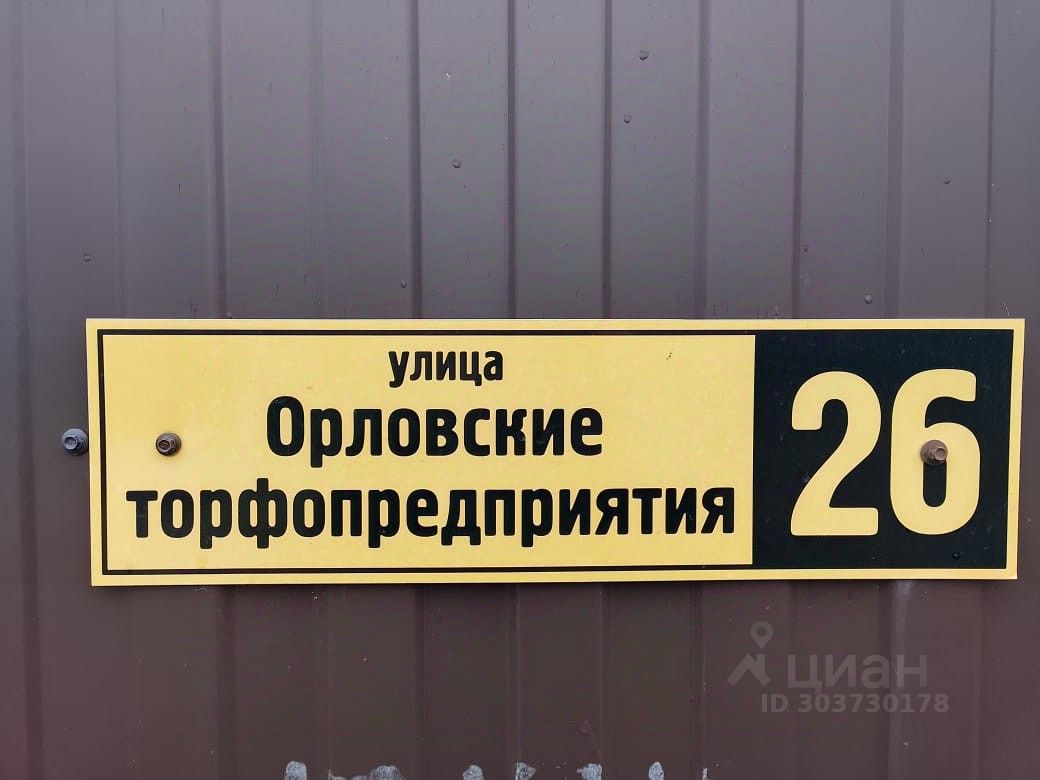 улица
Орловские
торфопредприятия
26
циан
ID 303730178